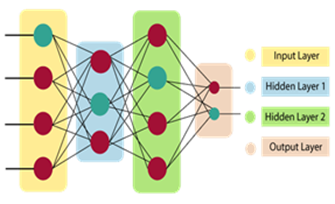 Input Layer
Hidden Layer 1
Hidden Layer 2
Output Layer